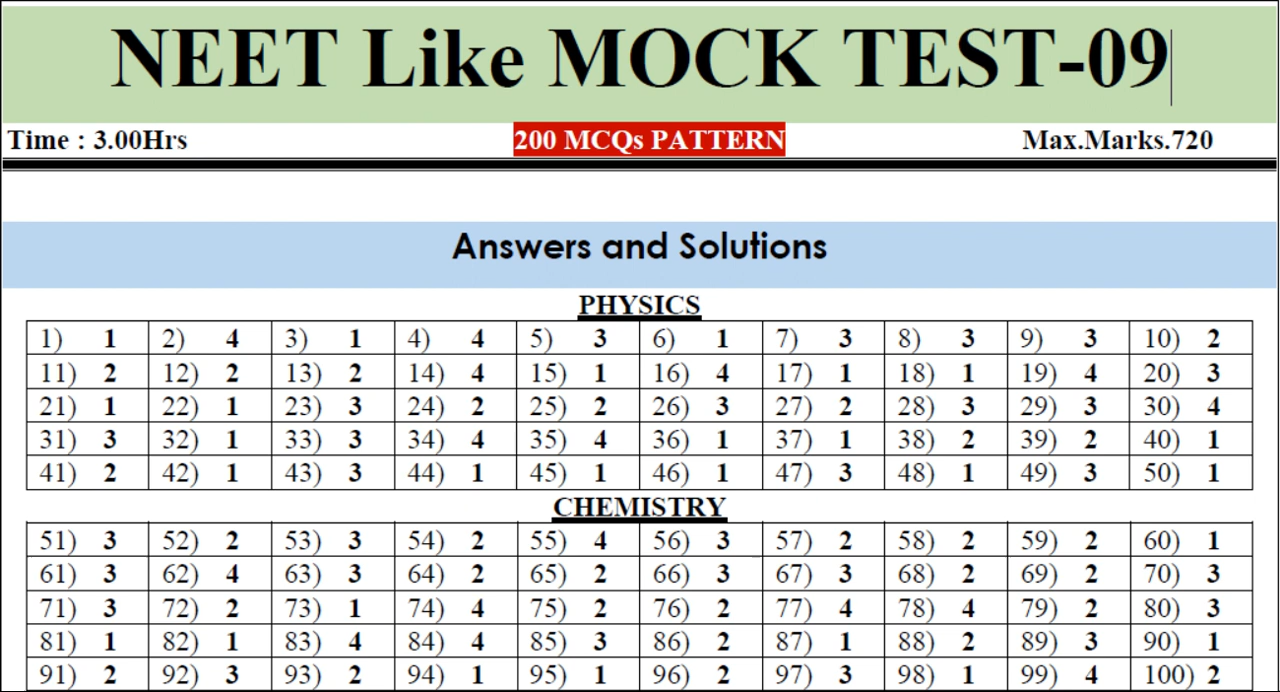 NEET Like MOCK TEST-09
Time : 3.00Hrs 200 MCQs PATTERN Max.Marks.720
Answers and Solutions
PHYSICS
1) 1 2) 4 3) 1 4) 4 5) 3 6) 1 7) 3 8) 3 9) 3 10) 2
11) 2 12) 2 13) 2 14) 4 15) 1 16) 4 17) 1 18) 1 19) 4 20) 3
21) 1 22) 1 23) 3 24) 2 25) 2 26) 3 27) 2 28) 3 29) 3 30) 4
31) 3 32) 1 33) 3 34) 4 35) 4 36) 1 37) 1 38) 2 39) 2 40) 1
41) 2 42) 1 43) 3 44) 1 45) 1 46) 1 47) 3 48) 1 49) 3 50) 1
CHEMISTRY
51) 3 52) 2 53) 3 54) 2 55) 4 56) 3 57) 2 58) 2 59) 2 60) 1
61) 3 62) 4 63) 3 64) 2 65) 2 66) 3 67) 3 68) 2 69) 2 70) 3
71) 3 72) 2 73) 1 74) 4 75) 2 76) 2 77) 4 78) 4 79) 2 80) 3
81) 1 82) 1 83) 4 84) 4 85) 3 86) 2 87) 1 88) 2 89) 3 90) 1
91) 2 92) 3 93) 2 94) 1 95) 1 96) 2 97) 3 98) 1 99) 4 100) 2